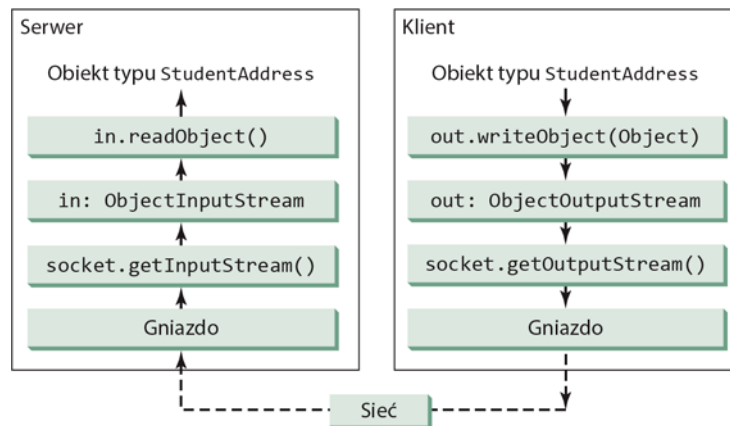 Serwer
Obiekt typu StudentAddress
in.readObject()
in: ObjectInputStream
socket.getInputStream()
Gniazdo
Klient
Obiekt typu StudentAddress
out.writeObject(Object)
out: ObjectOutputStream
socket.getOutputStream()
Gniazdo
Sieć